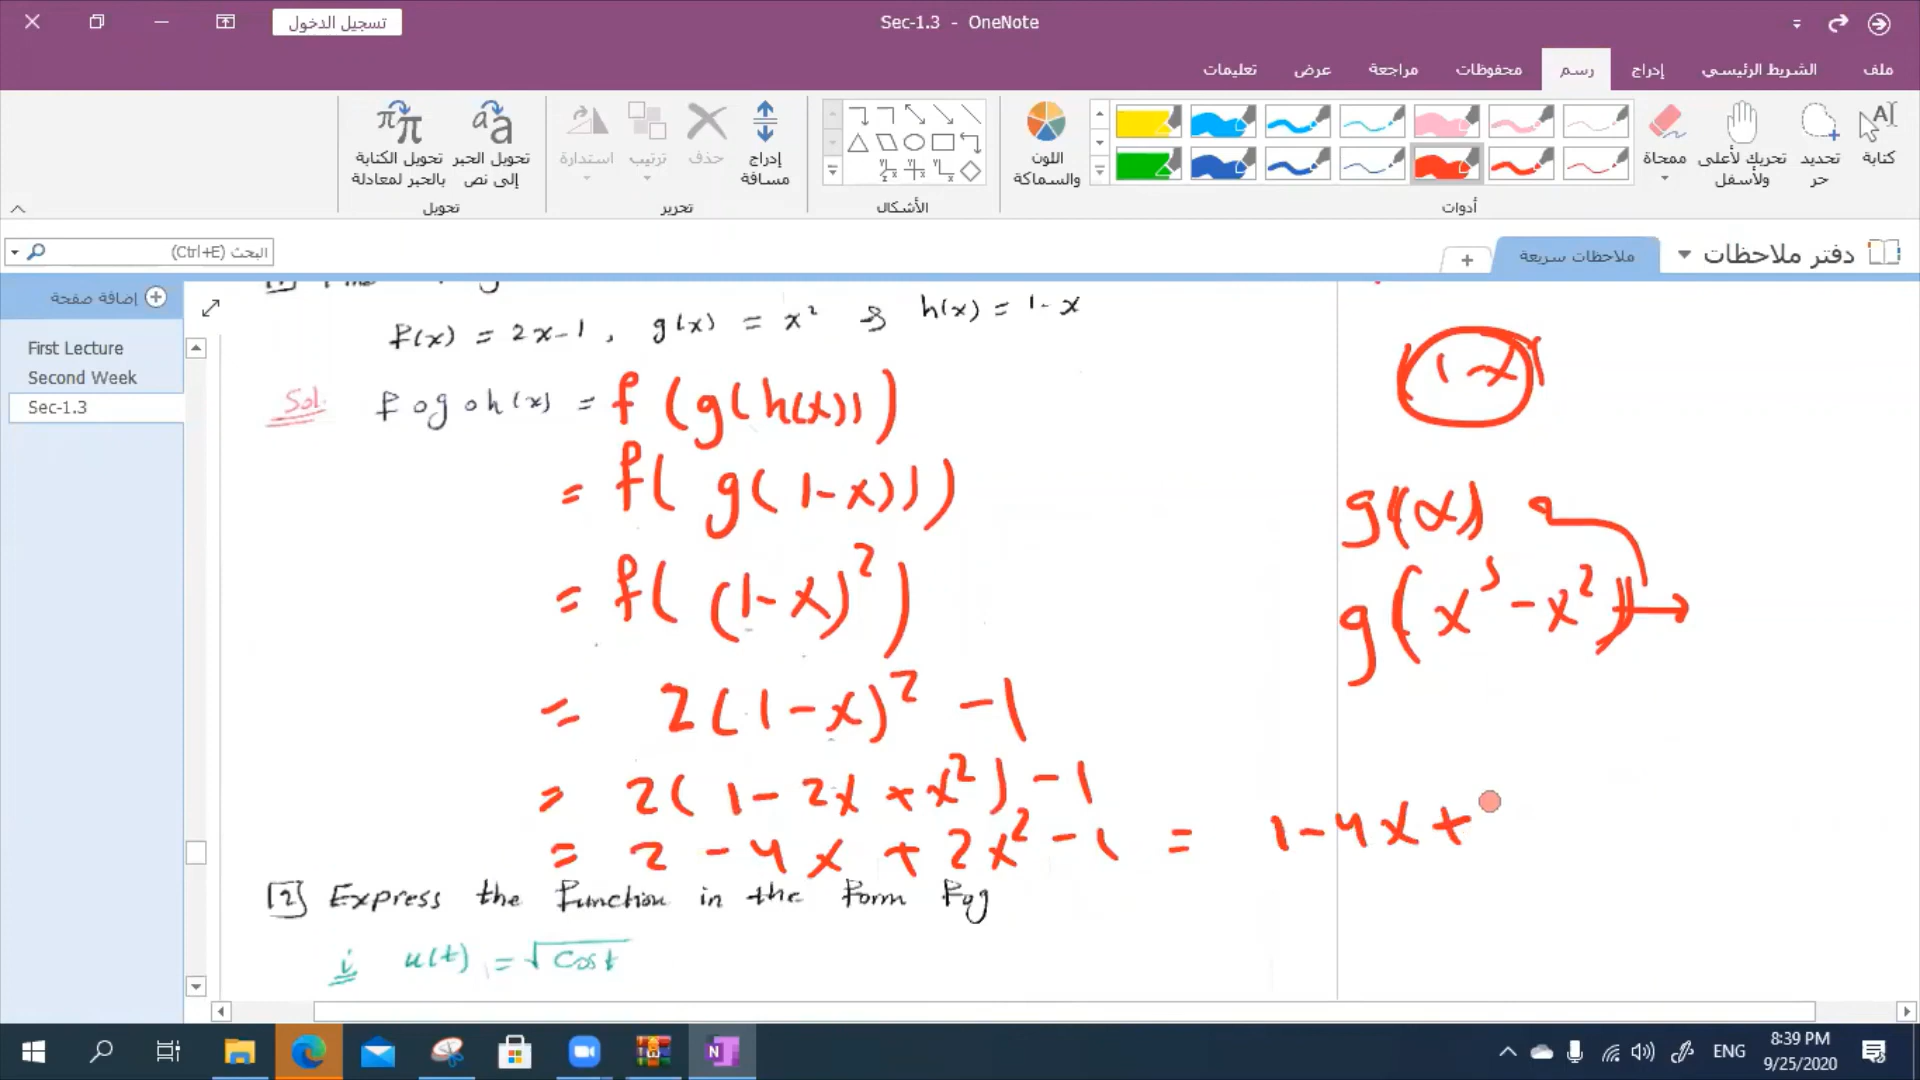 تسجيل الدخول
Sec-1.3 - OneNote
ملف
الشريط الرئيسي
إدراج
رسم
محفوظات
مراجعة
عرض
تعليمات
كتابة
تحديد حر
تحريك لأعلى ولأسفل
ممحاة
أدوات
اللون والسماكة
الأشكال
إدراج مسافة
حذف
ترتيب
استدارة
تحرير
تحويل الحبر إلى نص
تحويل الكتابة بالحبر لمعادلة
تحويل
دفتر ملاحظات
ملاحظات سريعة
البحث (Ctrl+E)
إضافة صفحة
First Lecture
Second Week
Sec-1.3
f(x) = 2x-1, g(x) = x² & h(x) = 1-x
Sol. fogoh(x) = f(g(h(x)))
= f( g(1-x))
= f( (1-x)²)
= 2(1-x)² -1
= 2( 1-2x + x²) -1
= 2 -4x + 2x² -1 = 1-4x +
1-x
g(x)
g(x³-x²)
[2] Express the function in the form fog
i u(t) = √cost
ENG
8:39 PM
9/25/2020